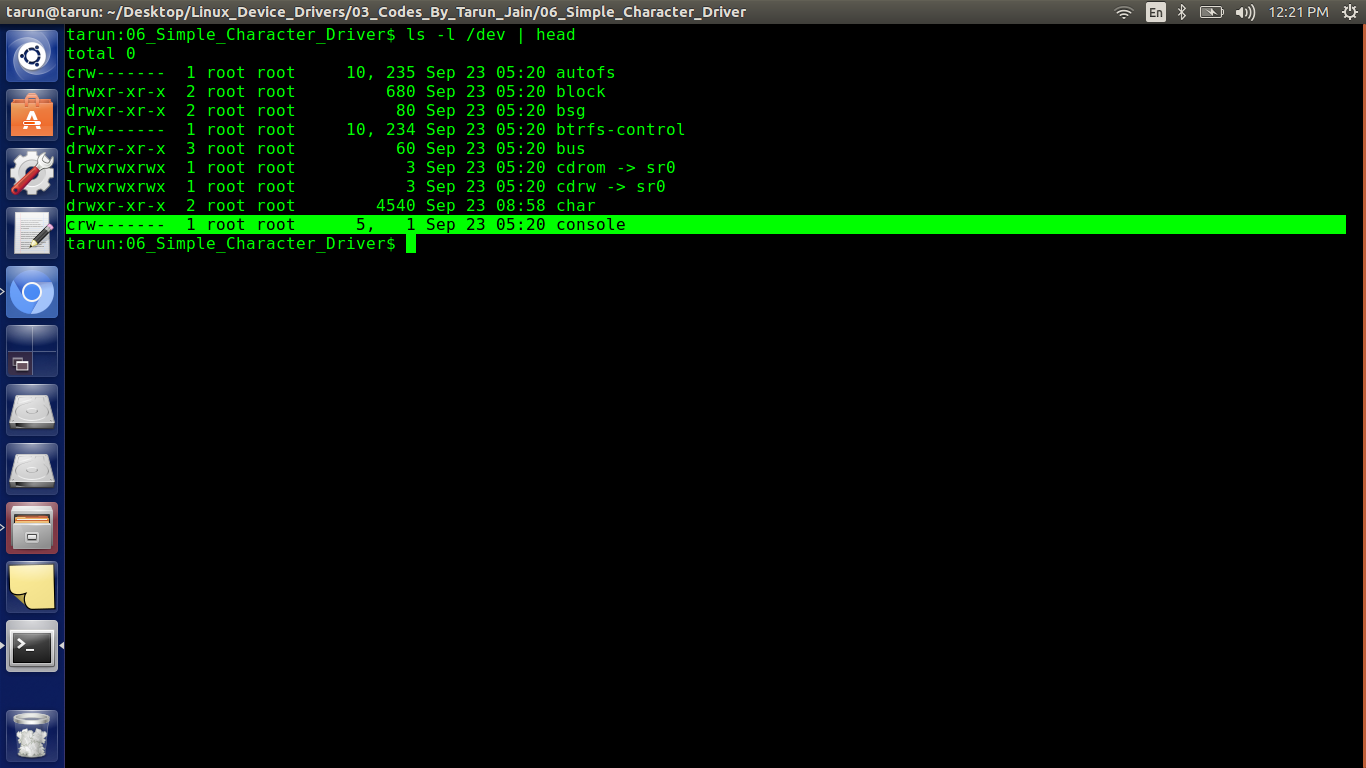 tarun@tarun: ~/Desktop/Linux_Device_Drivers/03_Codes_By_Tarun_Jain/06_Simple_Character_Driver En 12:21 PM
tarun:06_Simple_Character_Driver$ ls -l /dev | head
total 0
crw-------  1 root root     10, 235 Sep 23 05:20 autofs
drwxr-xr-x  2 root root         680 Sep 23 05:20 block
drwxr-xr-x  2 root root          80 Sep 23 05:20 bsg
crw-------  1 root root     10, 234 Sep 23 05:20 btrfs-control
drwxr-xr-x  3 root root          60 Sep 23 05:20 bus
lrwxrwxrwx  1 root root           3 Sep 23 05:20 cdrom -> sr0
lrwxrwxrwx  1 root root           3 Sep 23 05:20 cdrw -> sr0
drwxr-xr-x  2 root root        4540 Sep 23 08:58 char
crw-------  1 root root      5,   1 Sep 23 05:20 console
tarun:06_Simple_Character_Driver$